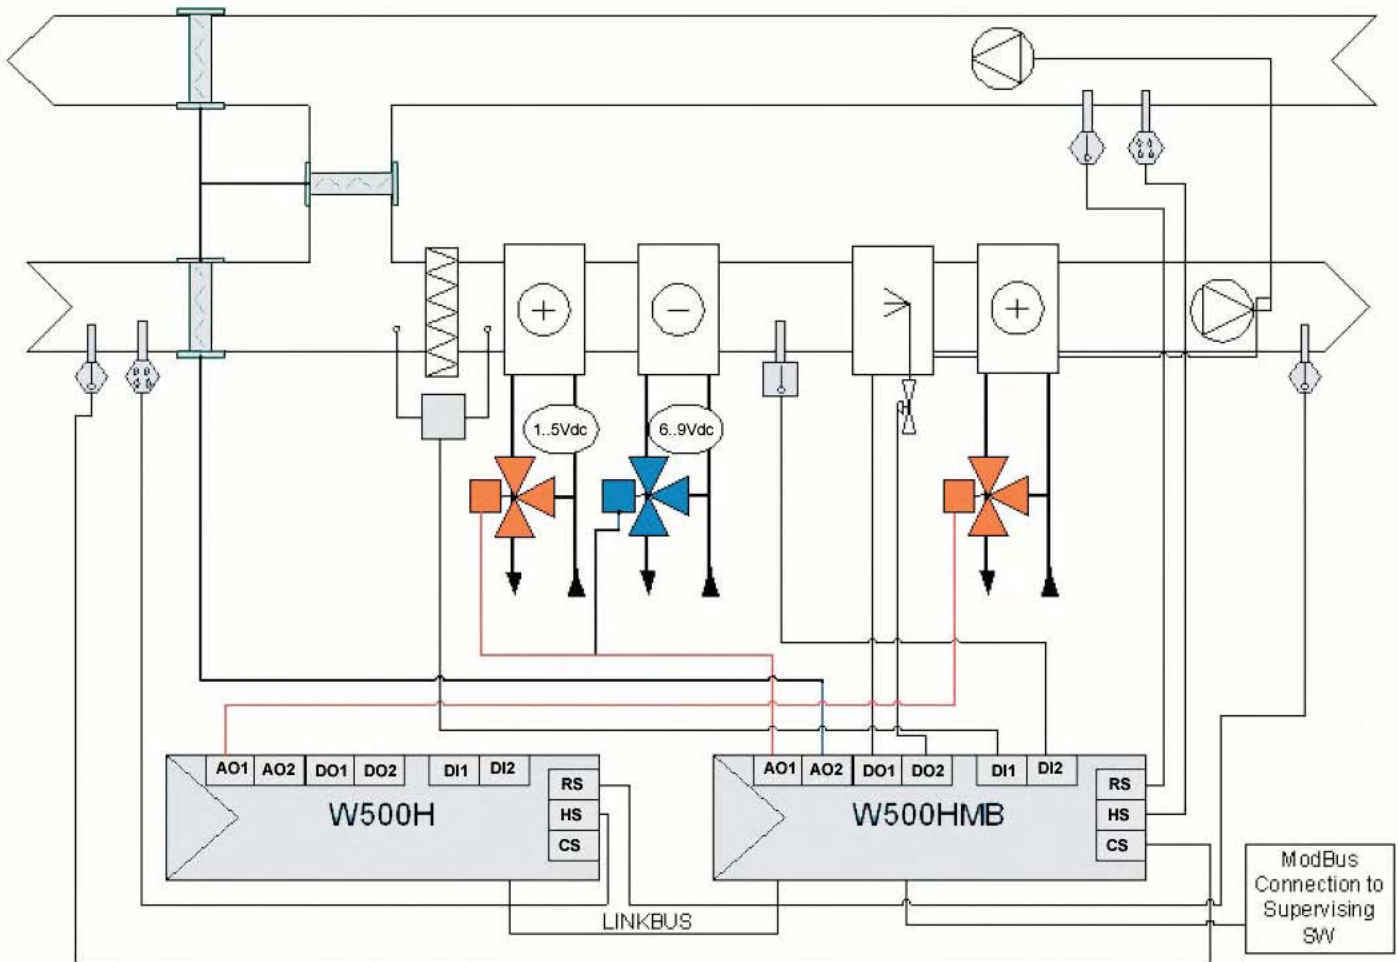 1..5Vdc
6..9Vdc
AO1 AO2 DO1 DO2 DI1 DI2
RS
W500H
HS
CS
AO1 AO2 DO1 DO2 DI1 DI2
RS
W500HMB
HS
CS
LINKBUS
ModBus
Connection to
Supervising
SW